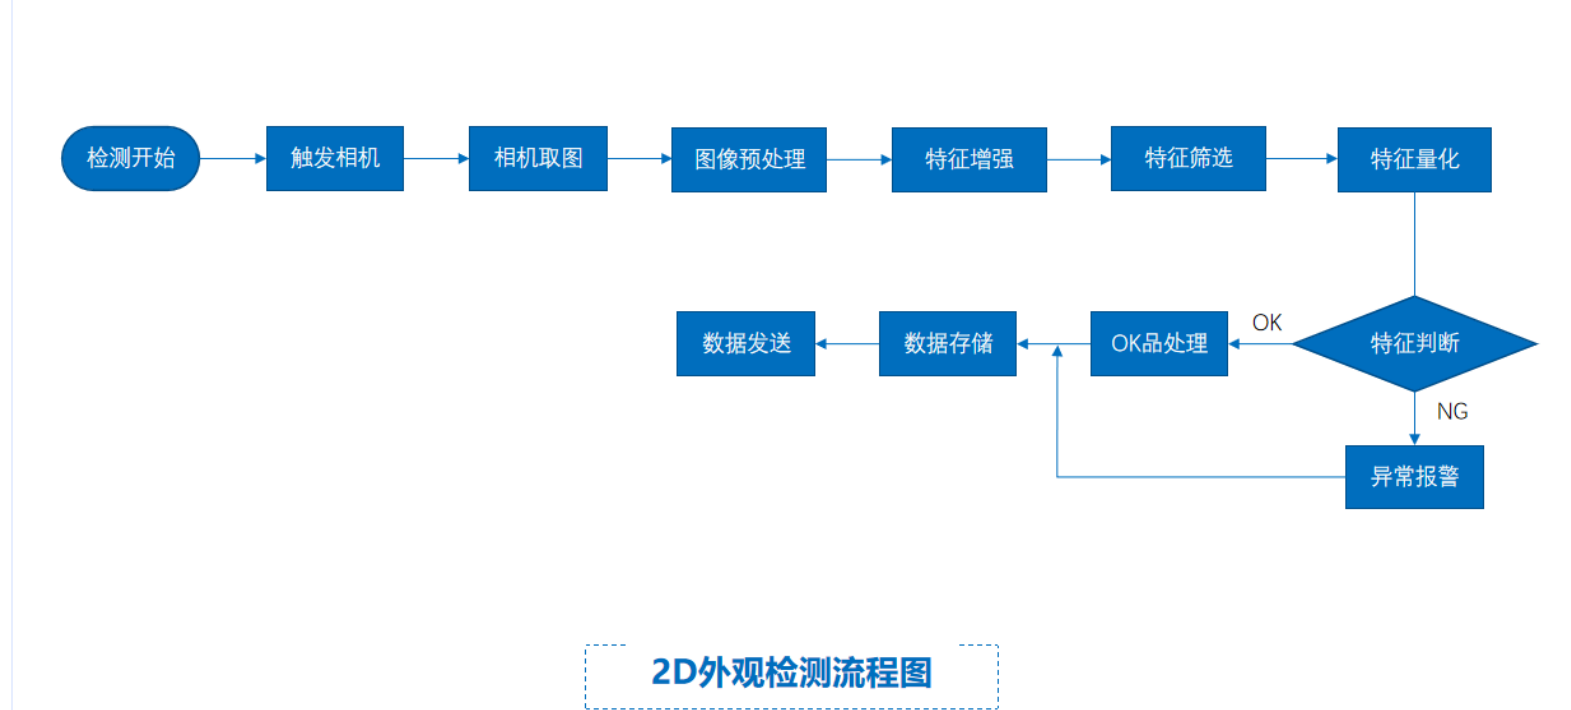 检测开始
触发相机
相机取图
图像预处理
特征增强
特征筛选
特征量化
数据发送
数据存储
OK品处理
OK
特征判断
NG
异常报警
2D外观检测流程图